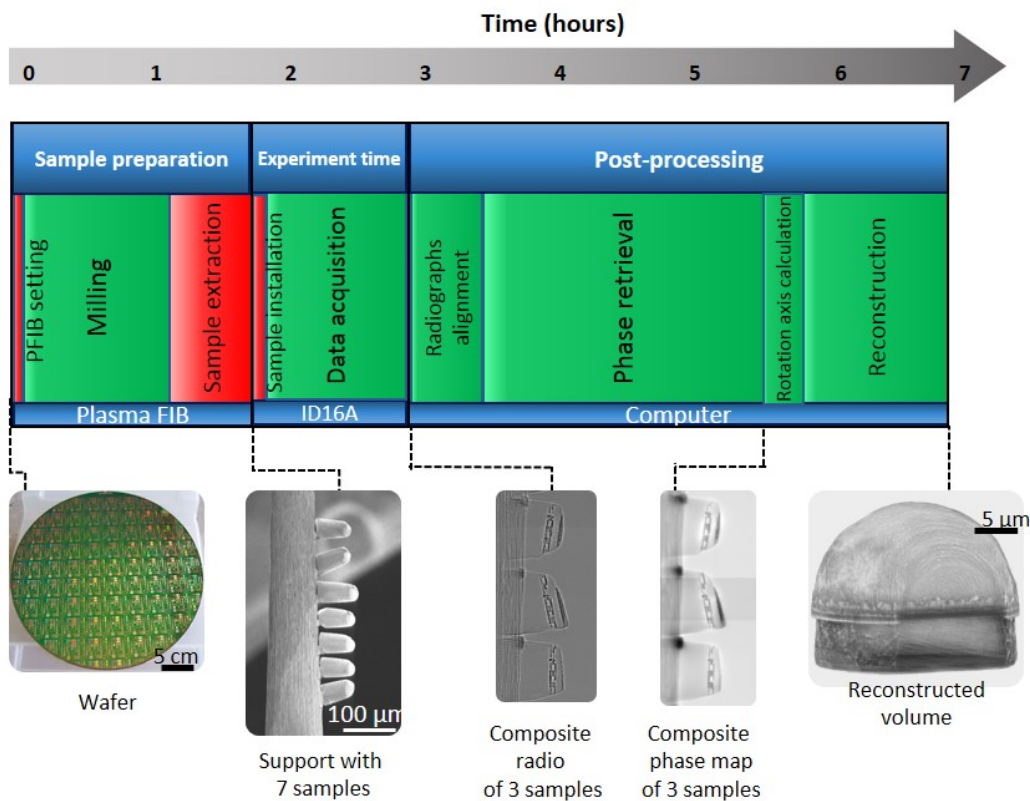 Time (hours)
0 1 2 3 4 5 6 7
Sample preparation
Experiment time
Post-processing
PFIB setting
Milling
Sample extraction
Sample installation
Data acquisition
Radiographs
alignment
Phase retrieval
Rotation axis calculation
Reconstruction
Plasma FIB
ID16A
Computer
5 cm
Wafer
100 µm
Support with
7 samples
Composite
radio
of 3 samples
Composite
phase map
of 3 samples
5 µm
Reconstructed
volume